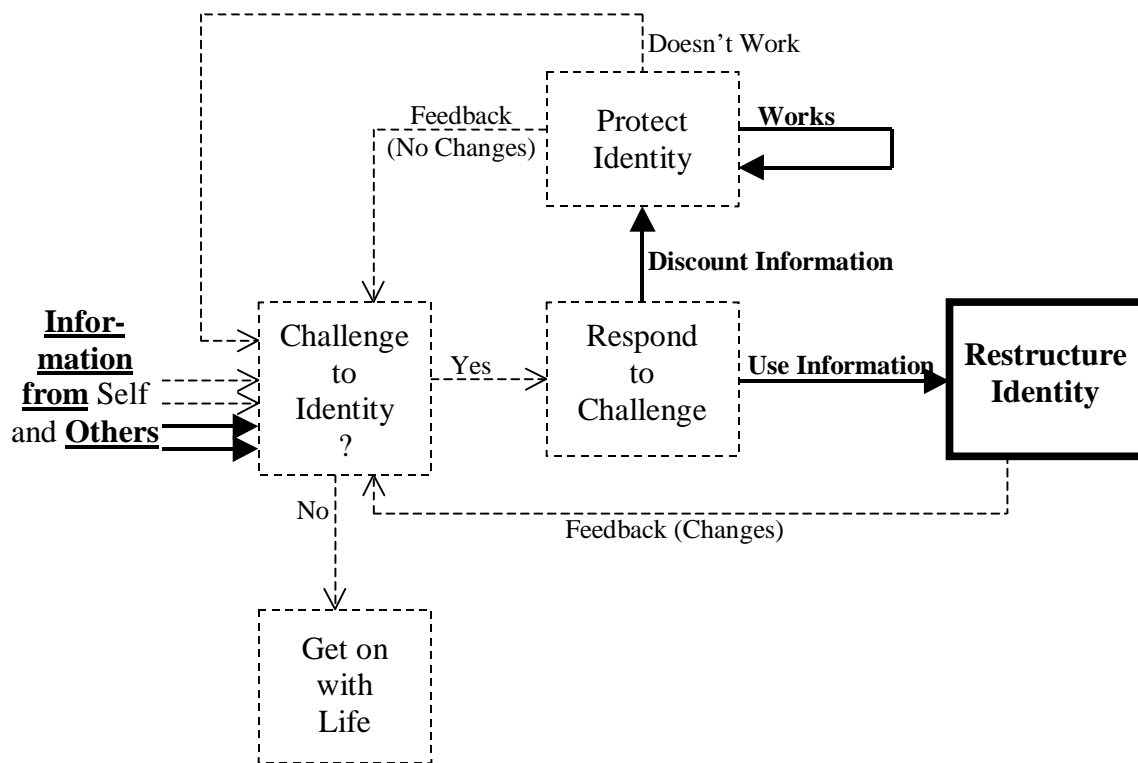 Doesn't Work
Feedback
(No Changes)
Protect
Identity
Works
Discount Information
Infor-
mation
from Self
and Others
Challenge
to
Identity
?
Yes
Respond
to
Challenge
Use Information
Restructure
Identity
No
Feedback (Changes)
Get on
with
Life